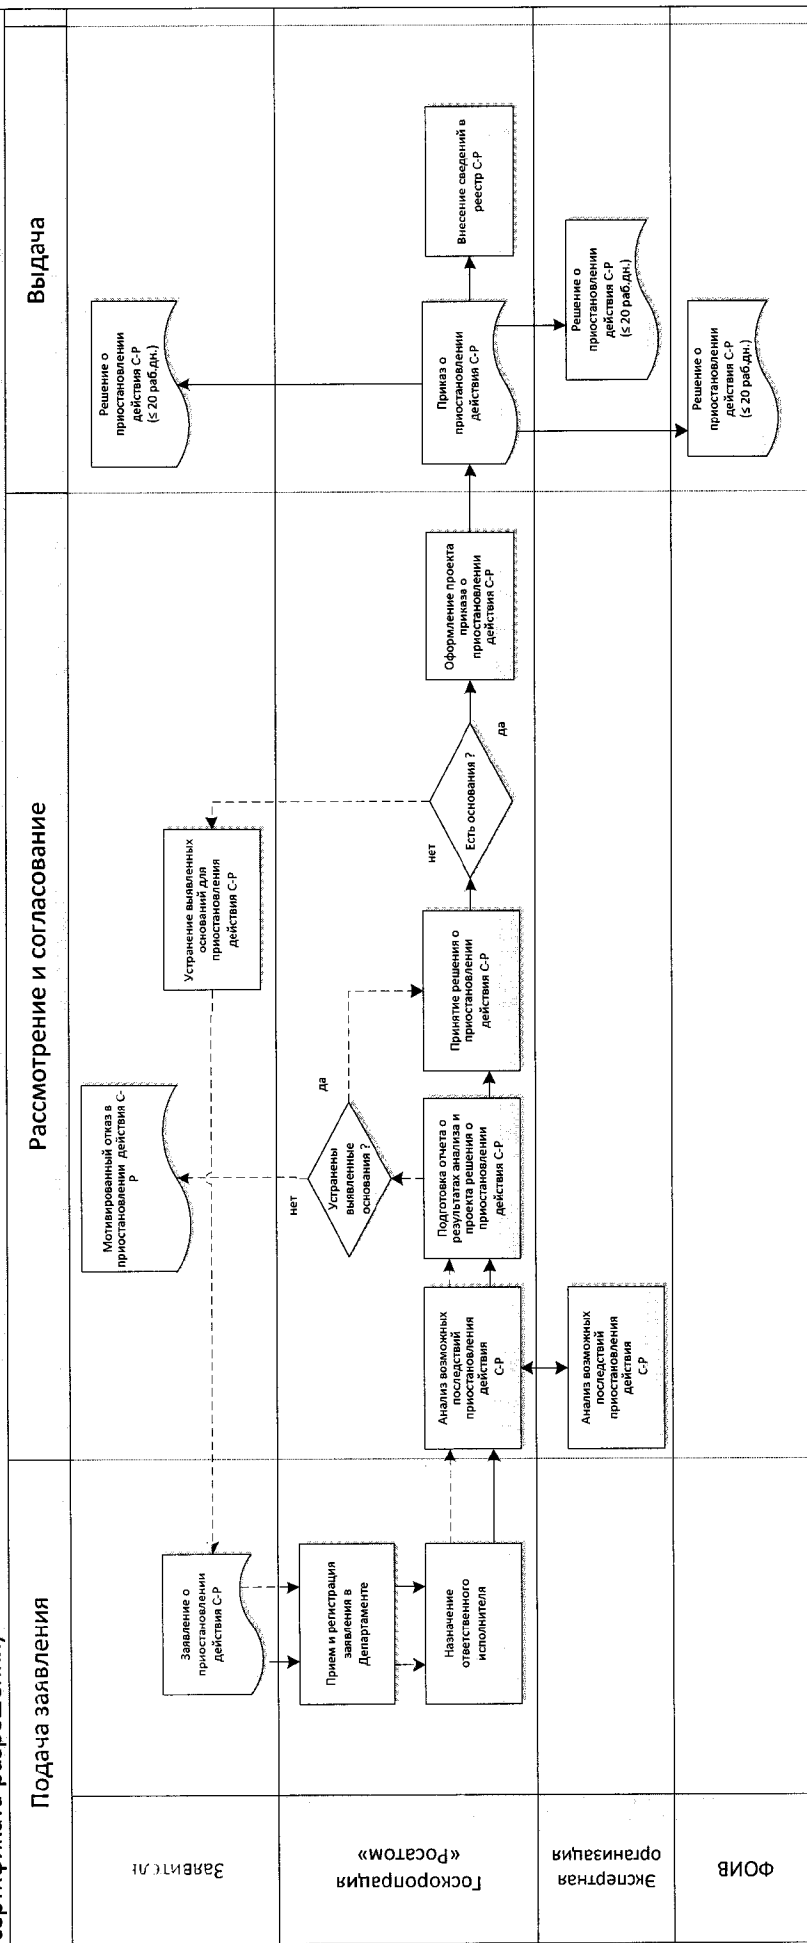 Подача заявления
Рассмотрение и согласование
Выдача
Заявитель
Заявление о
приостановлении
действия С-Р
Мотивированный отказ в
приостановлении действия С-
Р
Устранение выявленных
оснований для
приостановления
действия С-Р
Решение о
приостановлении
действия С-Р
(≤ 20 раб.дн.)
Госкорпорация
«Росатом»
Прием и регистрация
заявления в
Департаменте
Назначение
ответственного
исполнителя
Анализ возможных
последствий
приостановления
действия
С-Р
Подготовка отчета о
результатах анализа и
проекта решения о
приостановлении
действия С-Р
Устранены
выявленные
основания ?
нет
да
Принятие решения о
приостановлении
действия С-Р
Есть основания ?
нет
да
Оформление проекта
приказа о
приостановлении
действия С-Р
Приказ о
приостановлении
действия С-Р
Внесение сведений в
реестр С-Р
Экспертная
организация
Анализ возможных
последствий
приостановления
действия
С-Р
Решение о
приостановлении
действия С-Р
(≤ 20 раб.дн.)
ФОИВ
Решение о
приостановлении
действия С-Р
(≤ 20 раб.дн.)